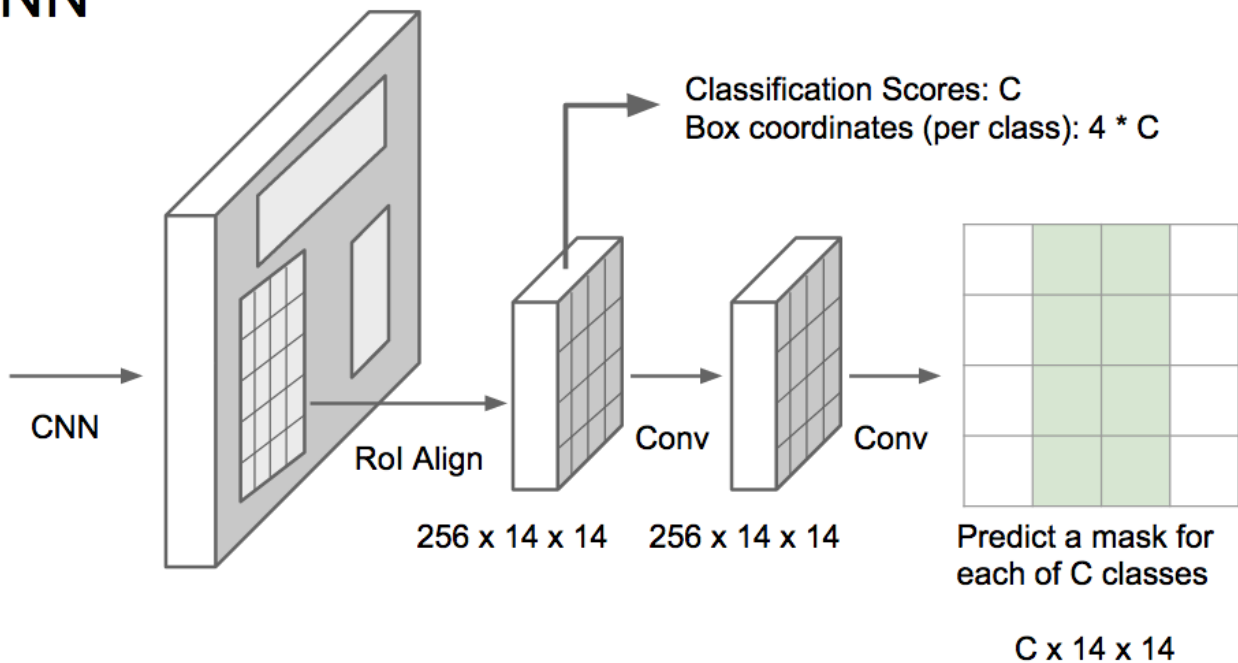 Classification Scores: C
Box coordinates (per class): 4 * C
CNN
RoI Align
Conv
Conv
256 x 14 x 14
256 x 14 x 14
Predict a mask for
each of C classes
C x 14 x 14